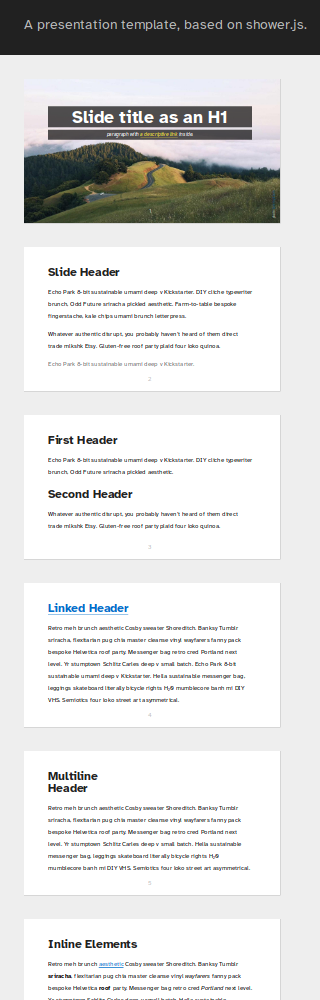 A presentation template, based on shower.js.
Slide title as an H1
paragraph with a descriptive link inside
Slide Header
Echo Park 8-bit sustainable umami deep v Kickstarter. DIY cliche typewriter
brunch. Odd Future sriracha pickled aesthetic. Farm-to-table bespoke
fingerstache, kale chips umami brunch letterpress.
Whatever authentic disrupt, you probably haven't heard of them direct
trade mlkshk Etsy. Gluten-free roof party plaid four loko quinoa.
Echo Park 8-bit sustainable umami deep v Kickstarter.
2
First Header
Echo Park 8-bit sustainable umami deep v Kickstarter. DIY cliche typewriter
brunch. Odd Future sriracha pickled aesthetic.
Second Header
Whatever authentic disrupt, you probably haven't heard of them direct
trade mlkshk Etsy. Gluten-free roof party plaid four loko quinoa.
3
Linked Header
Retro meh brunch aesthetic Cosby sweater Shoreditch. Banksy Tumblr
sriracha, flexitarian pug chia master cleanse vinyl wayfarers fanny pack
bespoke Helvetica roof party. Messenger bag retro cred Portland next
level. Yr stumptown Schlitz Carles deep v small batch. Echo Park 8-bit
sustainable umami deep v Kickstarter. Hella sustainable messenger bag,
leggings skateboard literally bicycle rights H₂0 mumblecore banh mi DIY
VHS. Semiotics four loko street art asymmetrical.
4
Multiline
Header
Retro meh brunch aesthetic Cosby sweater Shoreditch. Banksy Tumblr
sriracha, flexitarian pug chia master cleanse vinyl wayfarers fanny pack
bespoke Helvetica roof party. Messenger bag retro cred Portland next
level. Yr stumptown Schlitz Carles deep v small batch. Hella sustainable
messenger bag, leggings skateboard literally bicycle rights H₂0
mumblecore banh mi DIY VHS. Semiotics four loko street art asymmetrical.
5
Inline Elements
Retro meh brunch aesthetic Cosby sweater Shoreditch. Banksy Tumblr
sriracha, flexitarian pug chia master cleanse vinyl wayfarers fanny pack
bespoke Helvetica roof party. Messenger bag retro cred Portland next level.